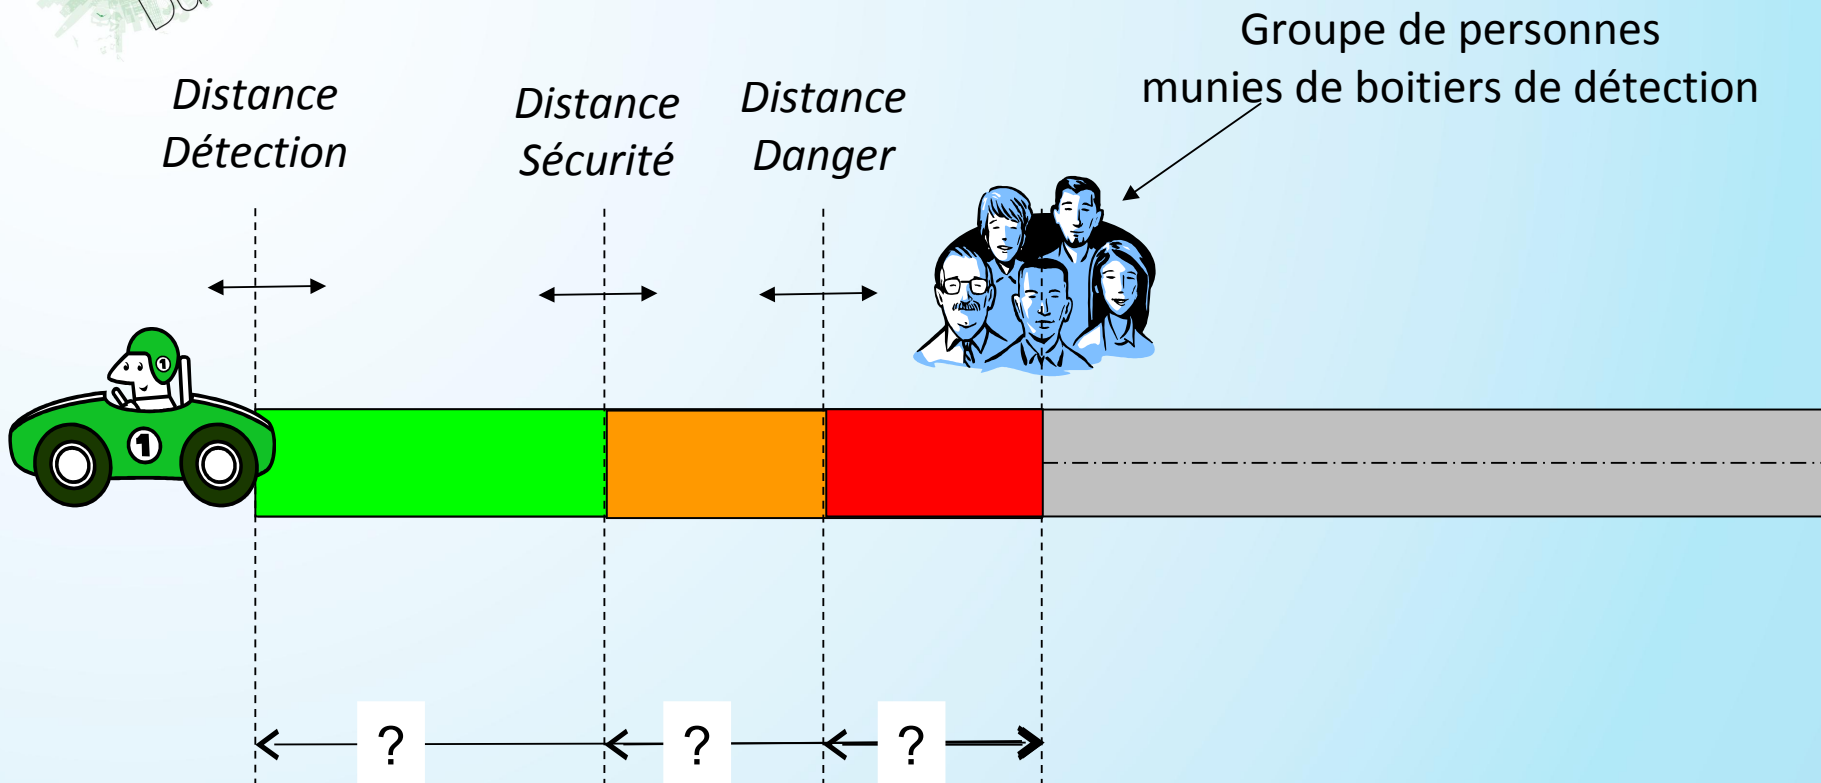 Groupe de personnes
munies de boitiers de détection
Distance
Détection
Distance
Sécurité
Distance
Danger
1
1
?
?
?